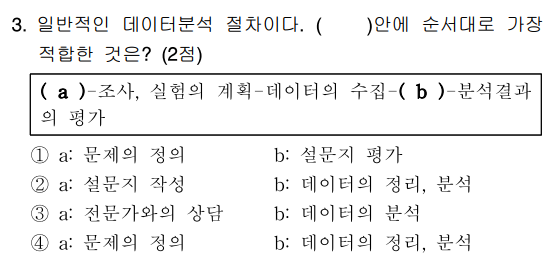 3. 일반적인 데이터분석 절차이다. (      )안에 순서대로 가장
적합한 것은? (2점)
( a )-조사, 실험의 계획-데이터의 수집-( b )-분석결과
의 평가
① a: 문제의 정의 b: 설문지 평가
② a: 설문지 작성 b: 데이터의 정리, 분석
③ a: 전문가와의 상담 b: 데이터의 분석
④ a: 문제의 정의 b: 데이터의 정리, 분석